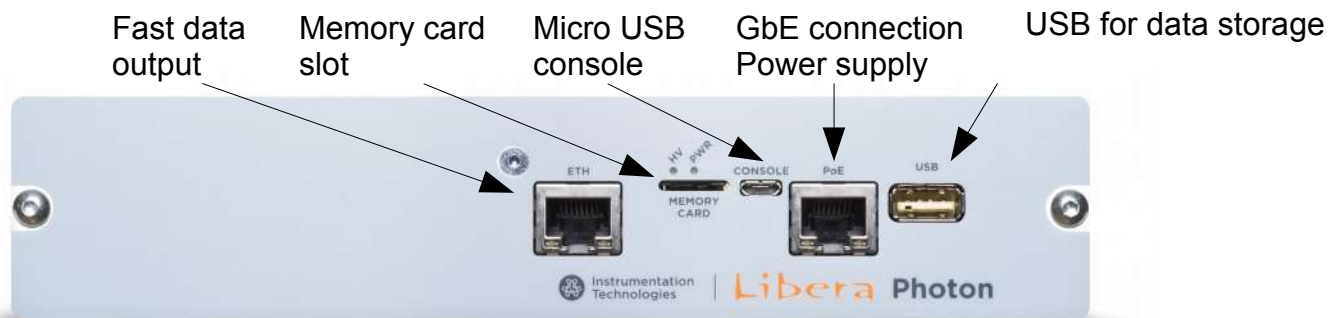 Fast data
output
Memory card
slot
Micro USB
console
GbE connection
Power supply
USB for data storage
HV
PWR
ETH
CONSOLE
PoE
USB
MEMORY
CARD
Instrumentation
Technologies
Libera Photon